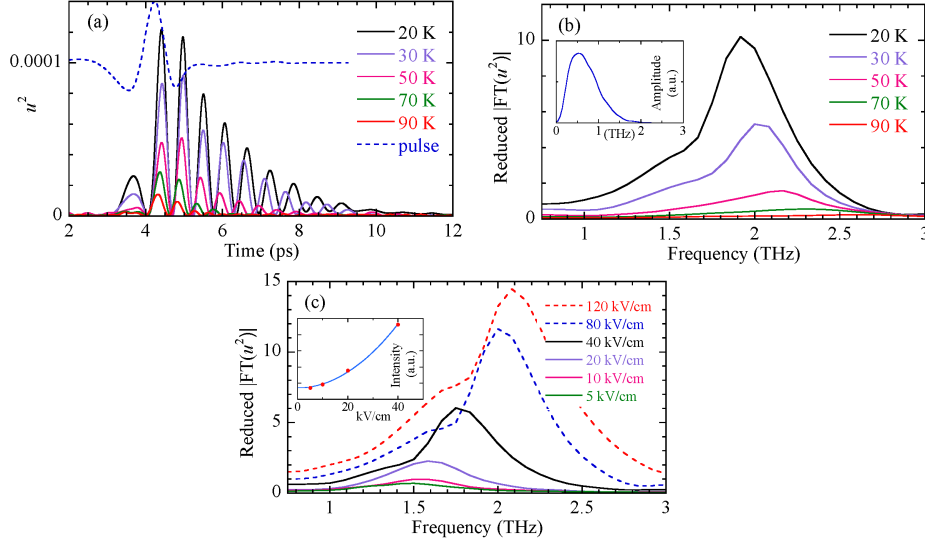 (a)
20 K
30 K
50 K
70 K
90 K
pulse
0.0001
0
u²
2 4 6 8 10 12
Time (ps)
(b)
20 K
30 K
50 K
70 K
90 K
10
5
0
Reduced |FT(u²)|
Amplitude
(a.u.)
0 1 2 3
(THz)
1 1.5 2 2.5 3
Frequency (THz)
(c)
120 kV/cm
80 kV/cm
40 kV/cm
20 kV/cm
10 kV/cm
5 kV/cm
15
10
5
0
Reduced |FT(u²)|
Intensity
(a.u.)
0 20 40
kV/cm
1 1.5 2 2.5 3
Frequency (THz)